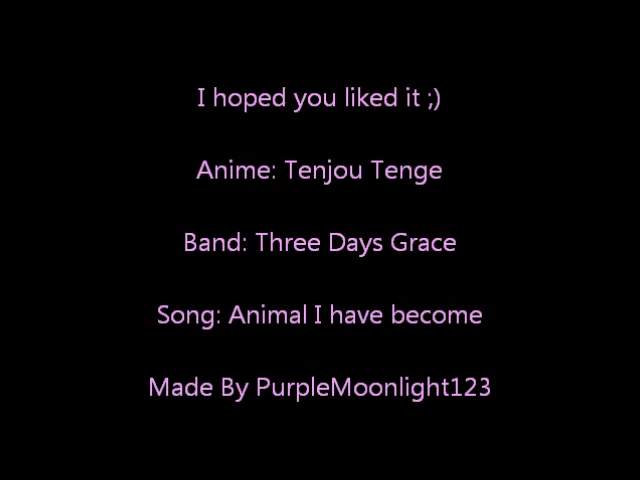 I hoped you liked it ;)
Anime: Tenjou Tenge
Band: Three Days Grace
Song: Animal I have become
Made By PurpleMoonlight123